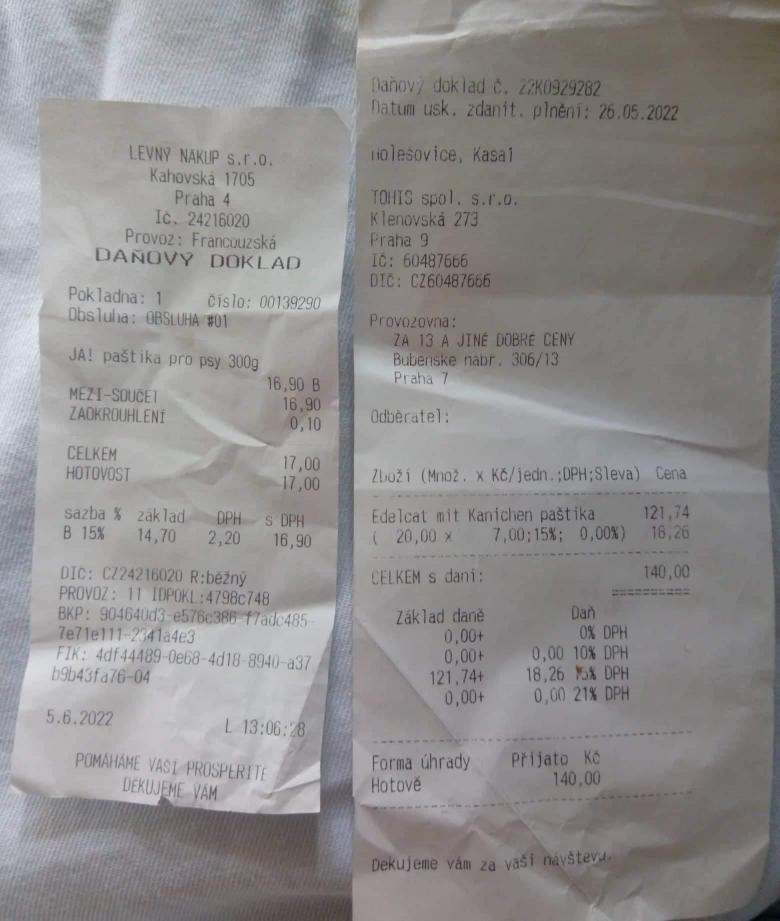 LEVNÝ NÁKUP s.r.o.
Kahovská 1705
Praha 4
Ič. 24216020
Provoz: Francouzská
DAŇOVÝ DOKLAD
Pokladna: 1 číslo: 00139290
Obsluha: OBSLUHA #01
JA! paštika pro psy 300g
16,90 B
MEZI-SOUČET 16,90
ZAOKROUHLENÍ 0,10
CELKEM 17,00
HOTOVOST 17,00
sazba % základ DPH s DPH
B 15% 14,70 2,20 16,90
DIČ: CZ24216020 R:běžný
PROVOZ: 11 IDPOKL:4798c748
BKP: 904640d3-e576c386-f7adc485-
7e71e111-2341a4e3
FIK: 4df44489-0e68-4d18-8940-a37
b9b43fa76-04
5.6.2022 L 13:06:28
POMÁHÁME VAŠÍ PROSPERITĚ
DĚKUJEME VÁM
Daňový doklad č. 22K0929282
Datum usk. zdanit. plnění: 26.05.2022
Holešovice, Kasa1
TOHIS spol. s.r.o.
Klenovská 273
Praha 9
IČ: 60487666
DIČ: CZ60487666
Provozovna:
ZA 13 A JINÉ DOBRÉ CENY
Bubenské nábř. 306/13
Praha 7
Odběratel:
Zboží (Množ. x Kč/jedn.;DPH;Sleva) Cena
Edelcat mit Kanichen paštika 121,74
( 20,00 x 7,00;15%; 0,00%) 18,26
CELKEM s daní: 140,00
Základ daně Daň
0,00+ 0% DPH
0,00+ 0,00 10% DPH
121,74+ 18,26 15% DPH
0,00+ 0,00 21% DPH
Forma úhrady Přijato Kč
Hotově 140,00
Děkujeme vám za vaši návštěvu.